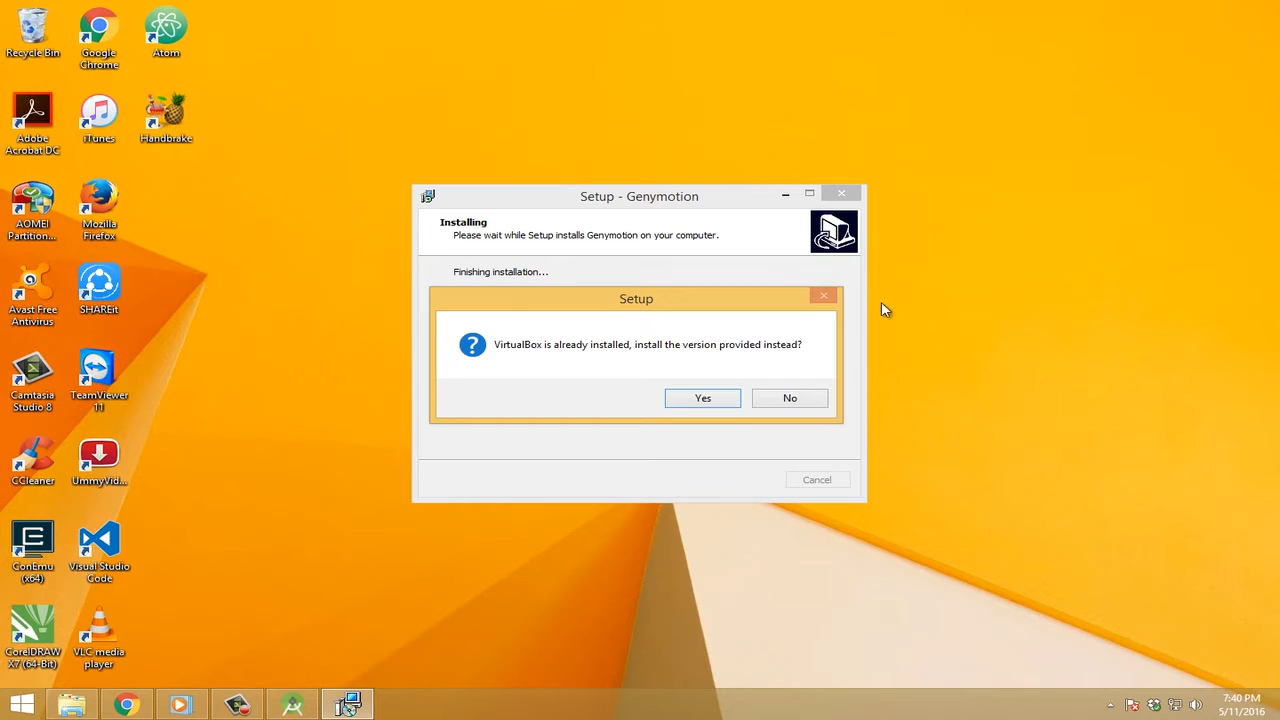 Recycle Bin
Google
Chrome
Atom
Adobe
Acrobat DC
iTunes
Handbrake
AOMEI
Partition...
Mozilla
Firefox
Avast Free
Antivirus
SHAREit
Camtasia
Studio 8
TeamViewer
11
CCleaner
UmmyVid...
ConEmu
(x64)
Visual Studio
Code
CorelDRAW
X7 (64-Bit)
VLC media
player
Setup - Genymotion
Installing
Please wait while Setup installs Genymotion on your computer.
Finishing installation...
Setup
VirtualBox is already installed, install the version provided instead?
Yes
No
Cancel
7:40 PM
5/11/2016